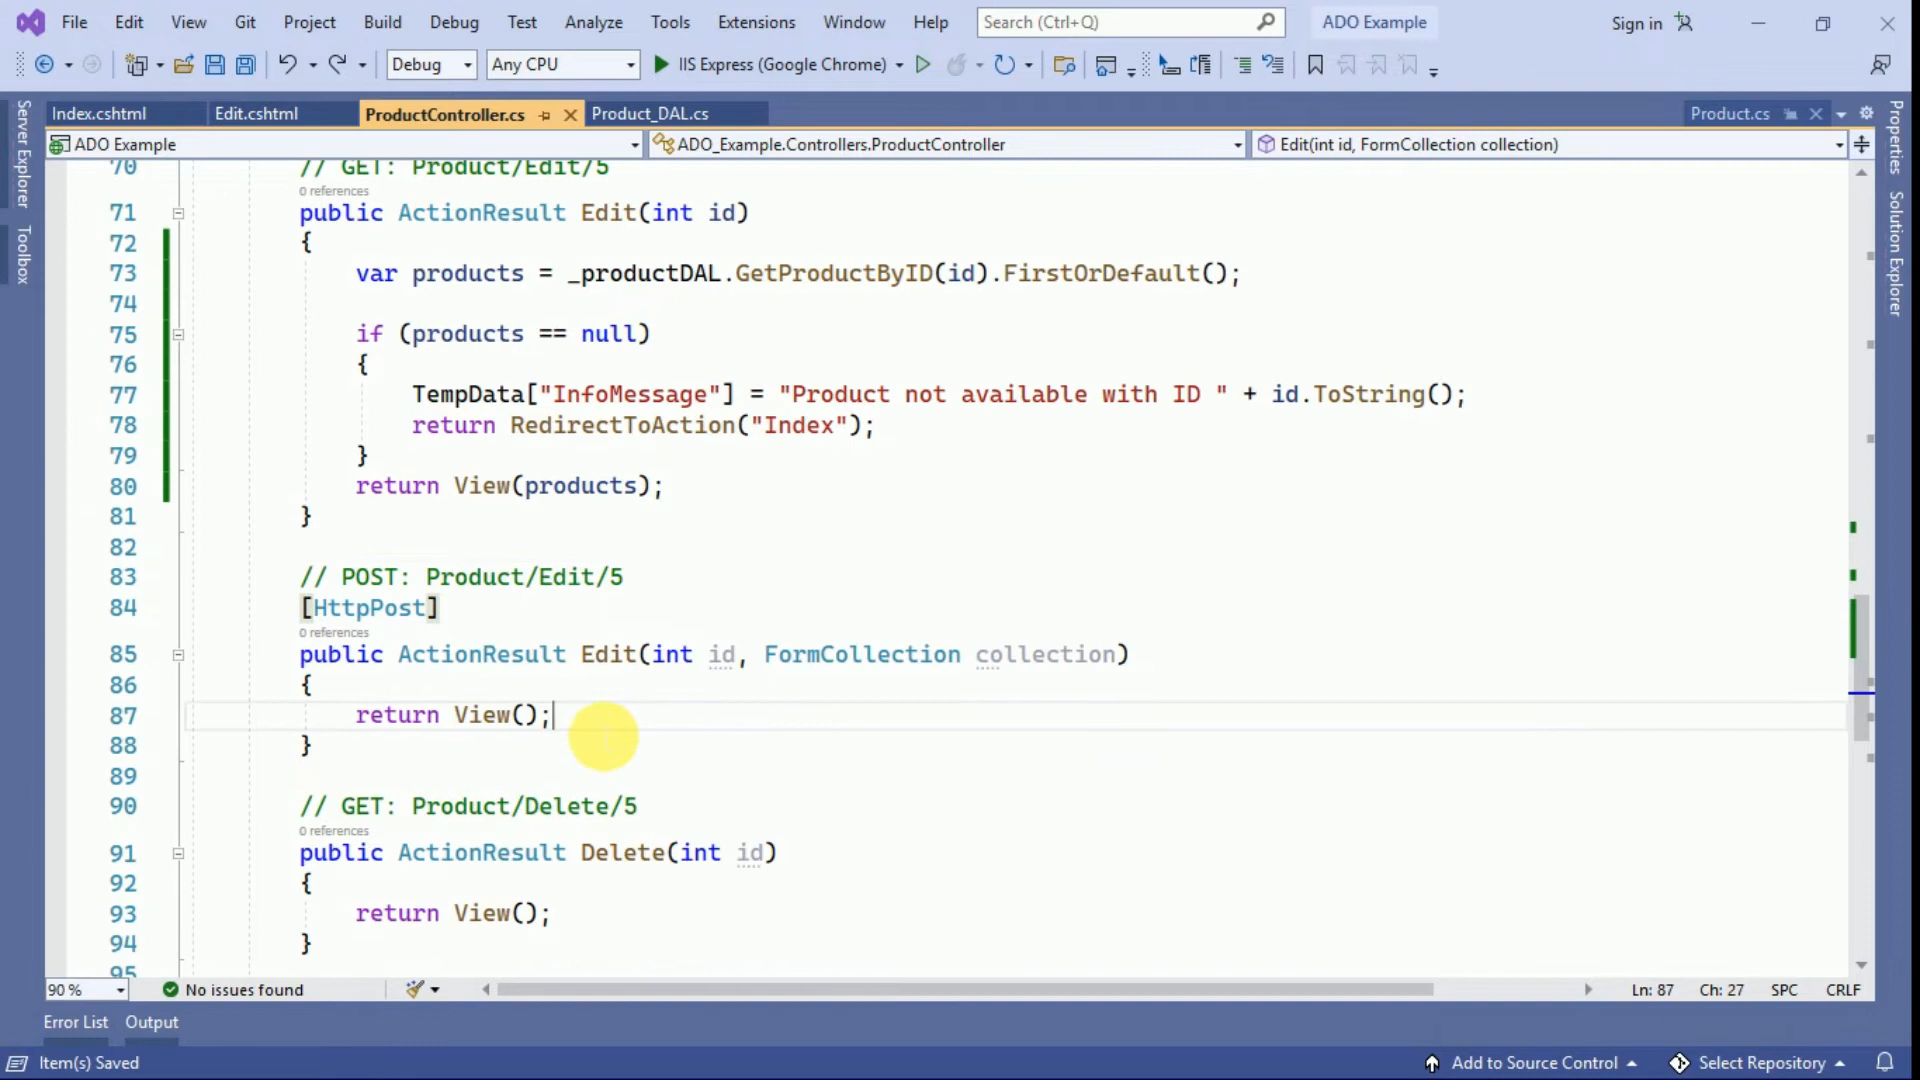 File Edit View Git Project Build Debug Test Analyze Tools Extensions Window Help Search (Ctrl+Q) ADO Example Sign in
Debug Any CPU IIS Express (Google Chrome)
Index.cshtml Edit.cshtml ProductController.cs Product_DAL.cs Product.cs
ADO Example ADO_Example.Controllers.ProductController Edit(int id, FormCollection collection)
Server Explorer
Toolbox
Properties
Solution Explorer
70 // GET: Product/Edit/5
0 references
71 public ActionResult Edit(int id)
72 {
73 var products = _productDAL.GetProductByID(id).FirstOrDefault();
74
75 if (products == null)
76 {
77 TempData["InfoMessage"] = "Product not available with ID " + id.ToString();
78 return RedirectToAction("Index");
79 }
80 return View(products);
81 }
82
83 // POST: Product/Edit/5
84 [HttpPost]
0 references
85 public ActionResult Edit(int id, FormCollection collection)
86 {
87 return View();
88 }
89
90 // GET: Product/Delete/5
0 references
91 public ActionResult Delete(int id)
92 {
93 return View();
94 }
95
90 % No issues found Ln: 87 Ch: 27 SPC CRLF
Error List Output
Item(s) Saved Add to Source Control Select Repository